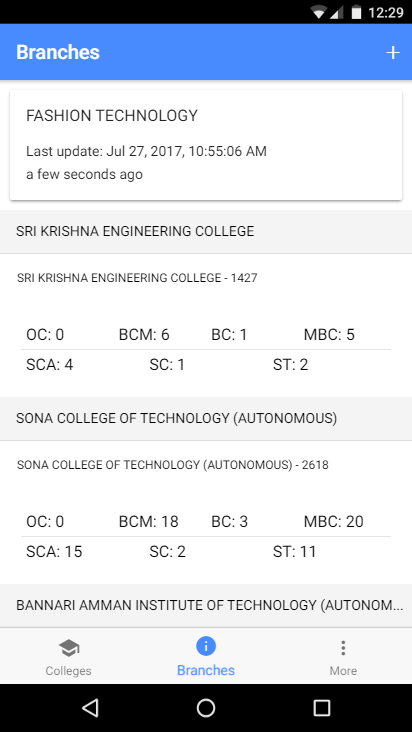 12:29
Branches +
FASHION TECHNOLOGY
Last update: Jul 27, 2017, 10:55:06 AM
a few seconds ago
SRI KRISHNA ENGINEERING COLLEGE
SRI KRISHNA ENGINEERING COLLEGE - 1427
OC: 0 BCM: 6 BC: 1 MBC: 5
SCA: 4 SC: 1 ST: 2
SONA COLLEGE OF TECHNOLOGY (AUTONOMOUS)
SONA COLLEGE OF TECHNOLOGY (AUTONOMOUS) - 2618
OC: 0 BCM: 18 BC: 3 MBC: 20
SCA: 15 SC: 2 ST: 11
BANNARI AMMAN INSTITUTE OF TECHNOLOGY (AUTONOM...
Colleges Branches More